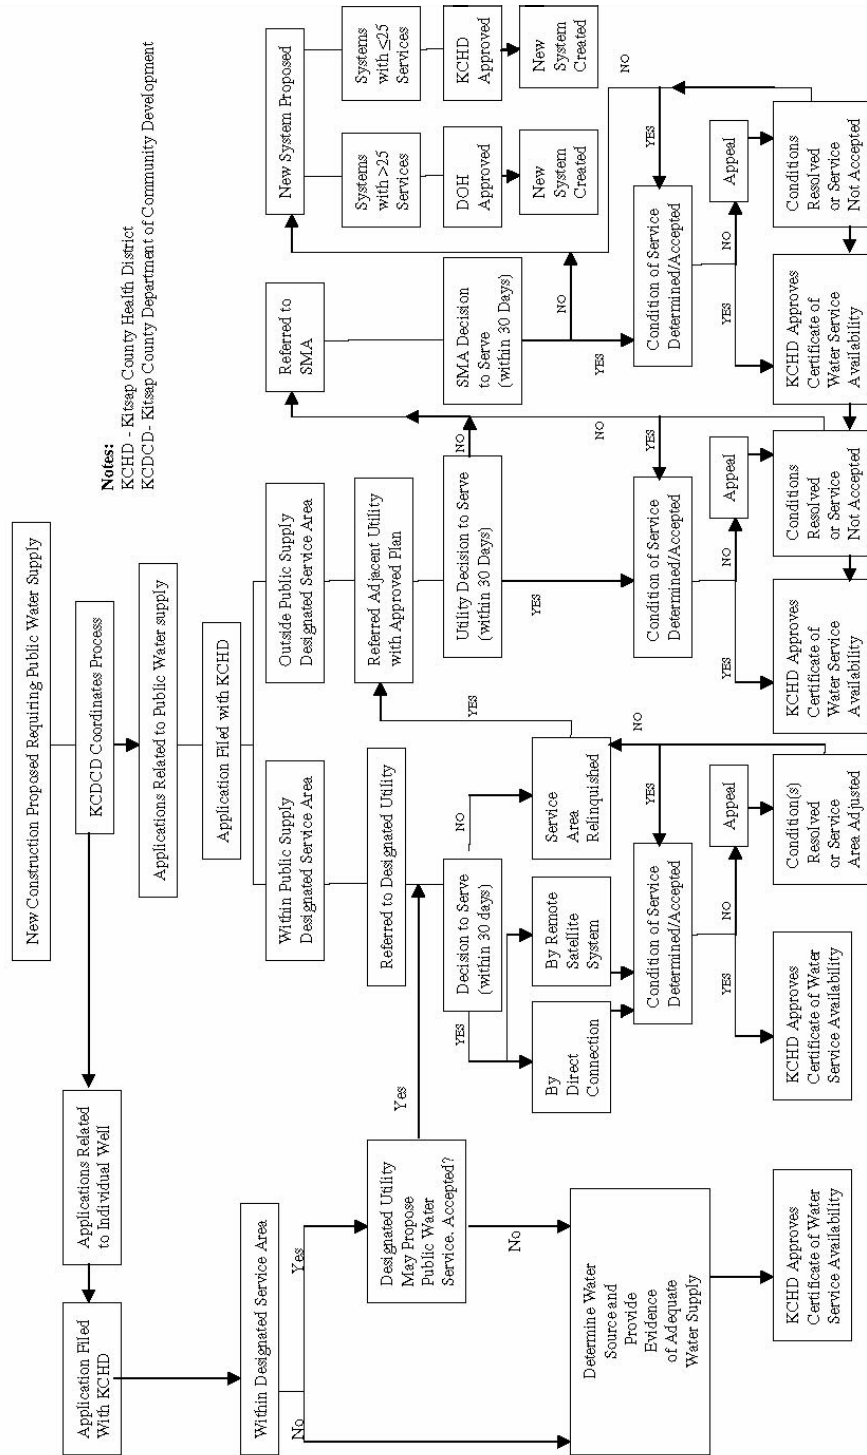 New Construction Proposed Requiring Public Water Supply
Notes:
KCHD - Kitsap County Health District
KCDCD- Kitsap County Department of Community Development
KCDCD Coordinates Process
Applications Related
to Individual Well
Application Filed
With KCHD
Applications Related to Public Water supply
Application Filed with KCHD
Within Designated Service Area
No
Yes
Designated Utility
May Propose
Public Water
Service. Accepted?
Yes
No
Determine Water
Source and
Provide
Evidence
of Adequate
Water Supply
KCHD Approves
Certificate of Water
Service Availability
Within Public Supply
Designated Service Area
Referred to Designated Utility
Decision to Serve
(within 30 days)
YES
NO
By
Direct
Connection
By Remote
Satellite
System
Service
Area
Relinquished
YES
NO
YES
Condition of Service
Determined/Accepted
YES
NO
Appeal
KCHD Approves
Certificate of Water
Service Availability
Condition(s)
Resolved
or Service
Area Adjusted
Outside Public Supply
Designated Service Area
Referred Adjacent Utility
with Approved Plan
Utility Decision to Serve
(within 30 Days)
NO
YES
NO
YES
Condition of Service
Determined/Accepted
YES
NO
Appeal
KCHD Approves
Certificate of
Water Service
Availability
Conditions
Resolved
or Service
Not Accepted
Referred to
SMA
SMA Decision
to Serve
(within 30 Days)
NO
YES
NO
YES
Condition of Service
Determined/Accepted
YES
NO
Appeal
KCHD Approves
Certificate of
Water Service
Availability
Conditions
Resolved
or Service
Not Accepted
New System Proposed
Systems
with >25
Services
DOH
Approved
New
System
Created
Systems
with ≤25
Services
KCHD
Approved
New
System
Created